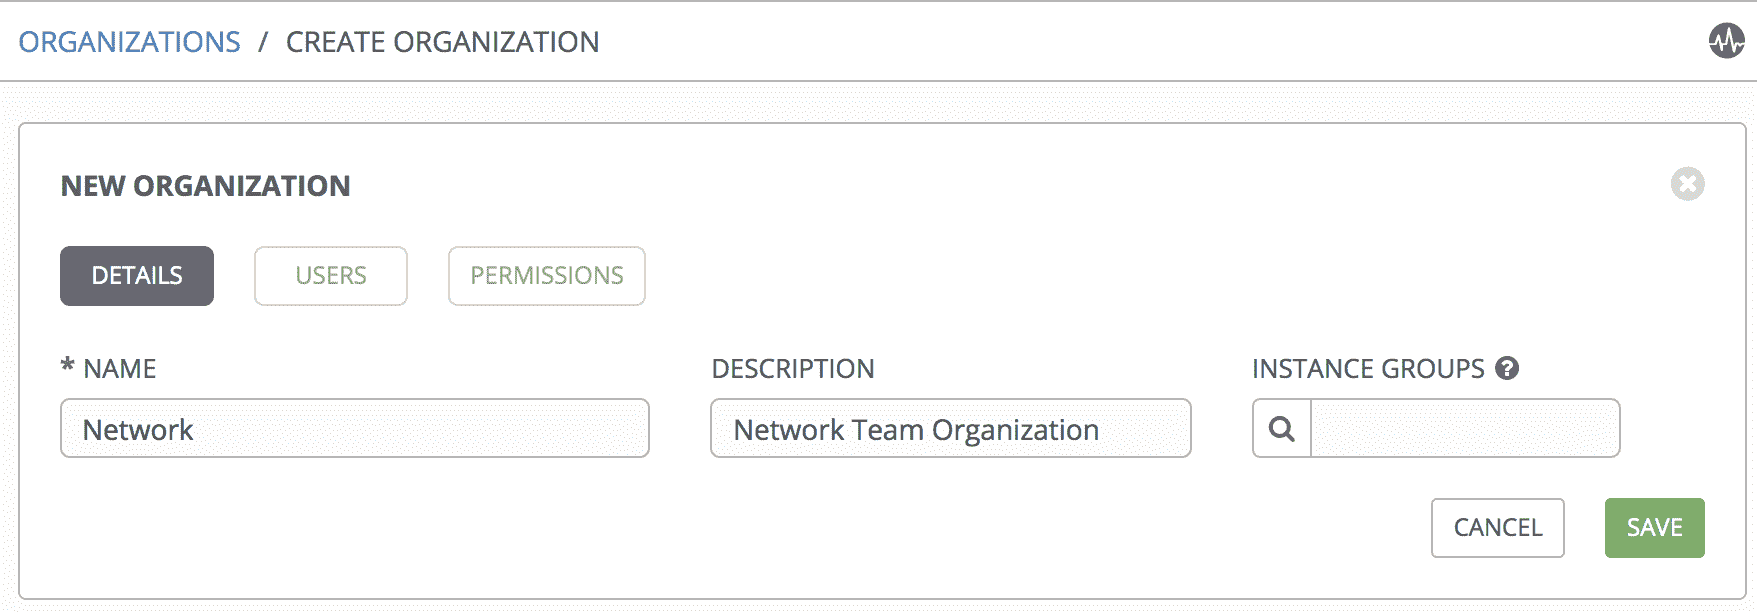 ORGANIZATIONS / CREATE ORGANIZATION
NEW ORGANIZATION
DETAILS USERS PERMISSIONS
* NAME DESCRIPTION INSTANCE GROUPS ?
Network Network Team Organization
CANCEL SAVE